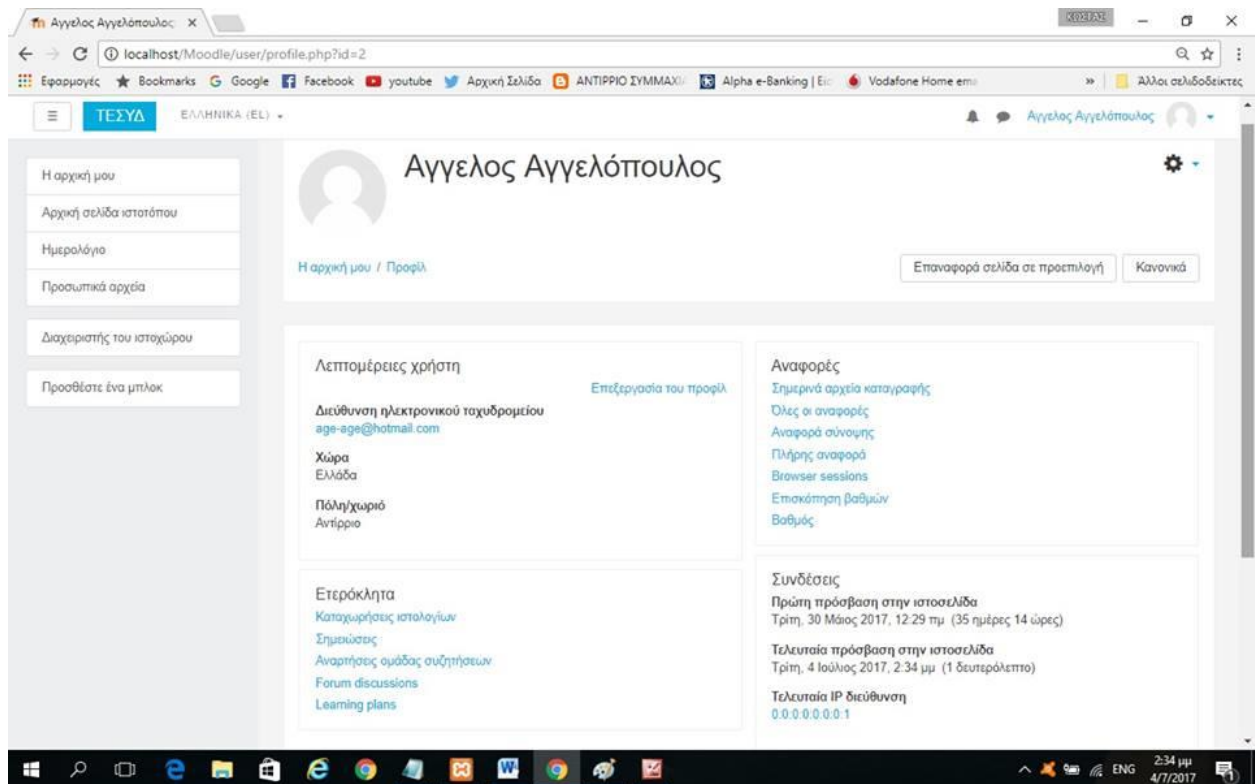 Αγγελος Αγγελόπουλος
ΚΩΣΤΑΣ
localhost/Moodle/user/profile.php?id=2
Εφαρμογές Bookmarks Google Facebook youtube Αρχική Σελίδα ΑΝΤΙΡΡΙΟ ΣΥΜΜΑΧΙΑ Alpha e-Banking | Vodafone Home ema » Άλλοι σελιδοδείκτες
ΤΕΣΥΔ ΕΛΛΗΝΙΚΆ (EL) Αγγελος Αγγελόπουλος
Η αρχική μου
Αρχική σελίδα ιστοτόπου
Ημερολόγιο
Προσωπικά αρχεία
Διαχειριστής του ιστοχώρου
Προσθέστε ένα μπλοκ
Αγγελος Αγγελόπουλος
Η αρχική μου / Προφίλ
Επαναφορά σελίδα σε προεπιλογή Κανονικά
Λεπτομέρειες χρήστη
Επεξεργασία του προφίλ
Διεύθυνση ηλεκτρονικού ταχυδρομείου
age-age@hotmail.com
Χώρα
Ελλάδα
Πόλη/χωριό
Αντίρριο
Ετερόκλητα
Καταχωρήσεις ιστολογίων
Σημειώσεις
Αναρτήσεις ομάδας συζητήσεων
Forum discussions
Learning plans
Αναφορές
Σημερινά αρχεία καταγραφής
Όλες οι αναφορές
Αναφορά σύνοψης
Πλήρης αναφορά
Browser sessions
Επισκόπηση βαθμών
Βαθμός
Συνδέσεις
Πρώτη πρόσβαση στην ιστοσελίδα
Τρίτη, 30 Μάιος 2017, 12:29 πμ (35 ημέρες 14 ώρες)
Τελευταία πρόσβαση στην ιστοσελίδα
Τρίτη, 4 Ιούλιος 2017, 2:34 μμ (1 δευτερόλεπτο)
Τελευταία IP διεύθυνση
0:0:0:0:0:0:0:1
ENG 2:34 μμ
4/7/2017